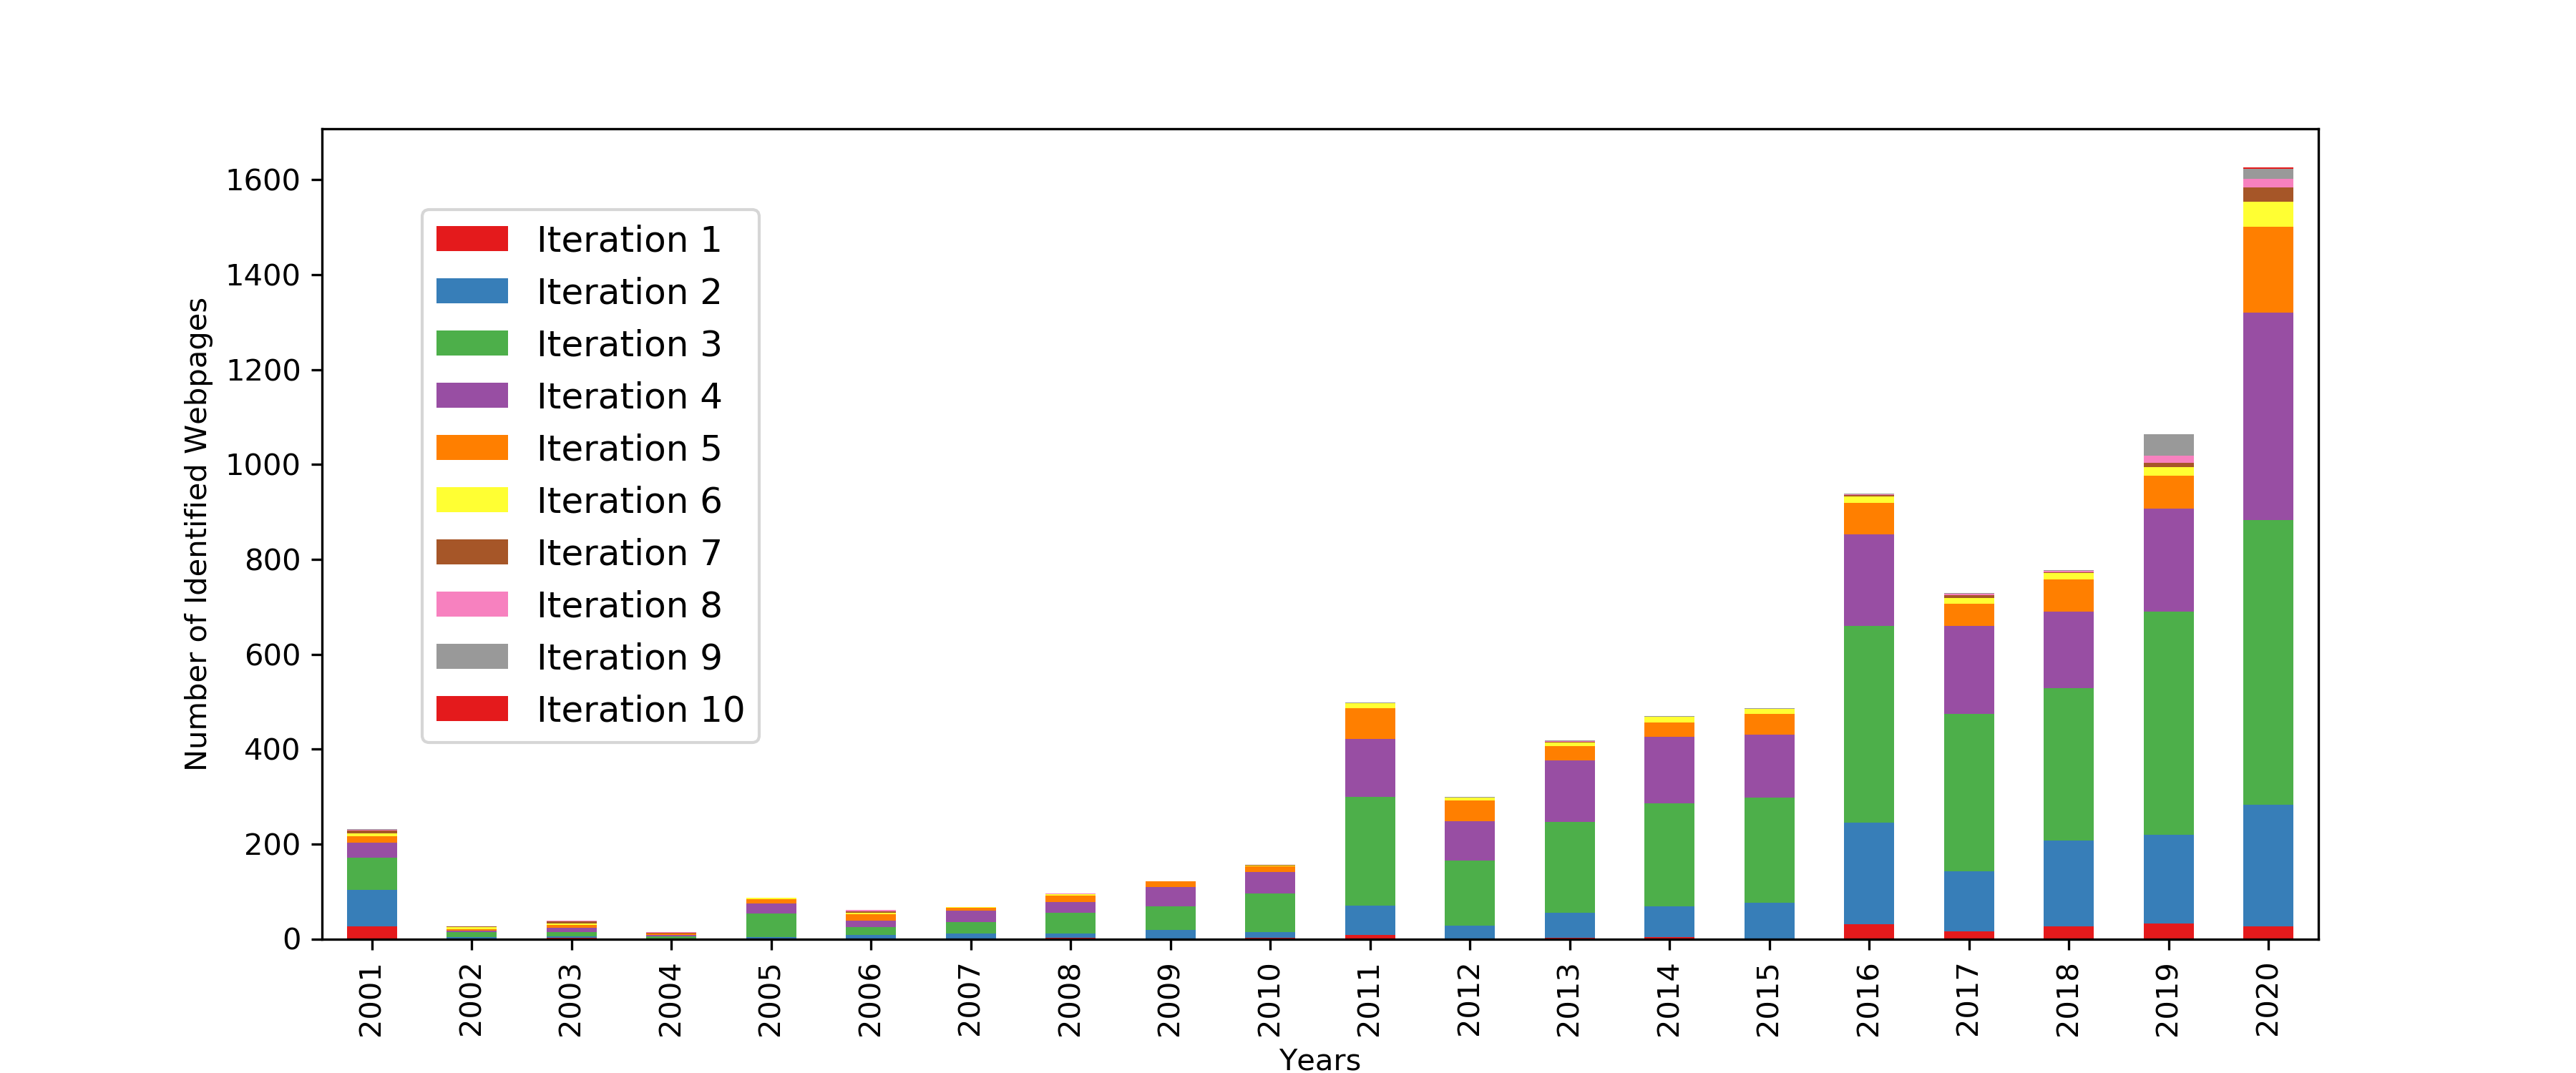 1600
1400
1200
1000
800
600
400
200
0
Number of Identified Webpages
Iteration 1
Iteration 2
Iteration 3
Iteration 4
Iteration 5
Iteration 6
Iteration 7
Iteration 8
Iteration 9
Iteration 10
2001
2002
2003
2004
2005
2006
2007
2008
2009
2010
2011
2012
2013
2014
2015
2016
2017
2018
2019
2020
Years